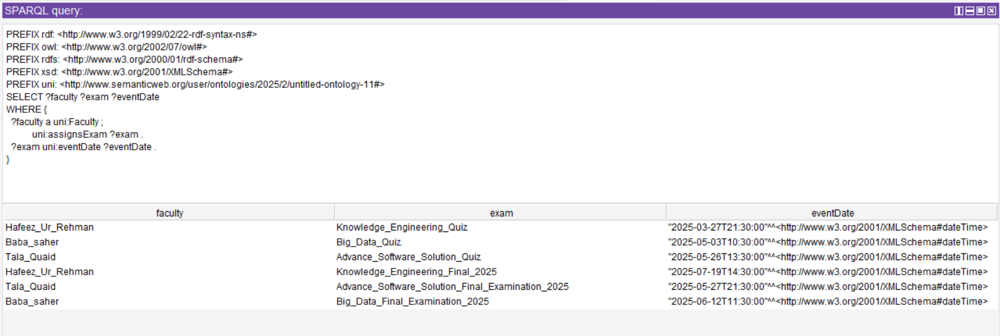 SPARQL query:
PREFIX rdf: <http://www.w3.org/1999/02/22-rdf-syntax-ns#>
PREFIX owl: <http://www.w3.org/2002/07/owl#>
PREFIX rdfs: <http://www.w3.org/2000/01/rdf-schema#>
PREFIX xsd: <http://www.w3.org/2001/XMLSchema#>
PREFIX uni: <http://www.semanticweb.org/user/ontologies/2025/2/untitled-ontology-11#>
SELECT ?faculty ?exam ?eventDate
WHERE {
?faculty a uni:Faculty ;
uni:assignsExam ?exam .
?exam uni:eventDate ?eventDate .
}
faculty exam eventDate
Hafeez_Ur_Rehman Knowledge_Engineering_Quiz "2025-03-27T21:30:00"^^<http://www.w3.org/2001/XMLSchema#dateTime>
Baba_saher Big_Data_Quiz "2025-05-03T10:30:00"^^<http://www.w3.org/2001/XMLSchema#dateTime>
Tala_Quaid Advance_Software_Solution_Quiz "2025-05-26T13:30:00"^^<http://www.w3.org/2001/XMLSchema#dateTime>
Hafeez_Ur_Rehman Knowledge_Engineering_Final_2025 "2025-07-19T14:30:00"^^<http://www.w3.org/2001/XMLSchema#dateTime>
Tala_Quaid Advance_Software_Solution_Final_Examination_2025 "2025-05-27T21:30:00"^^<http://www.w3.org/2001/XMLSchema#dateTime>
Baba_saher Big_Data_Final_Examination_2025 "2025-06-12T11:30:00"^^<http://www.w3.org/2001/XMLSchema#dateTime>